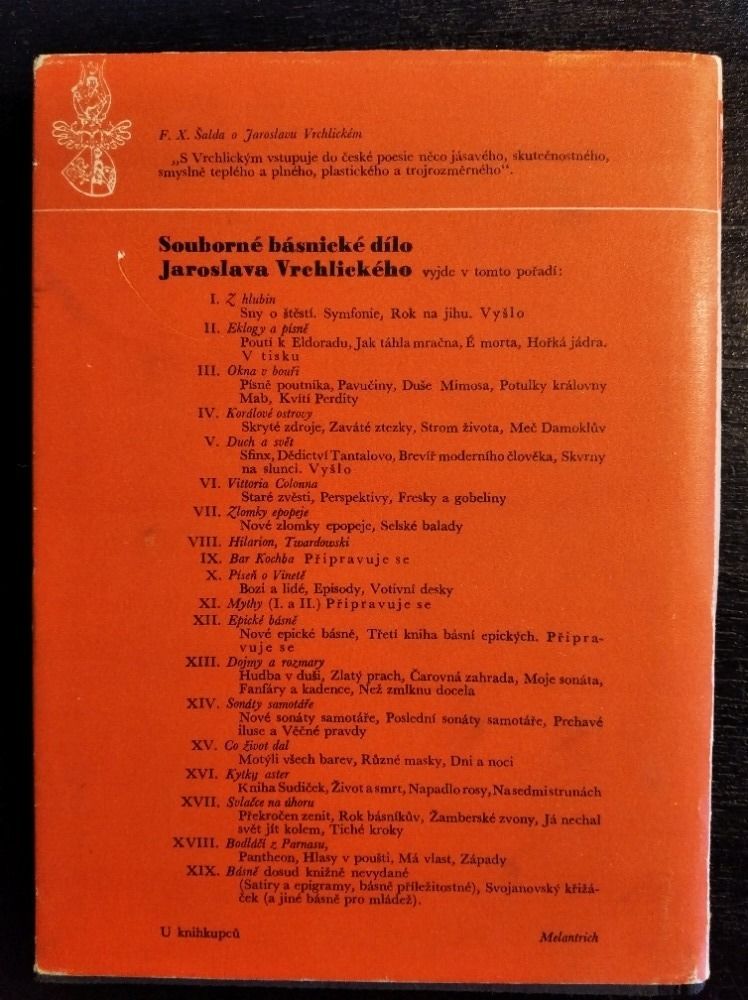 F. X. Šalda o Jaroslavu Vrchlickém
„S Vrchlickým vstupuje do české poesie něco jásavého, skutečnostného,
smyslně teplého a plného, plastického a trojrozměrného“.
Souborné básnické dílo
Jaroslava Vrchlického vyjde v tomto pořadí:
I. Z hlubin
Sny o štěstí. Symfonie, Rok na jihu. Vyšlo
II. Eklogy a písně
Poutí k Eldoradu, Jak táhla mračna, É morta, Hořká jádra.
V tisku
III. Okna v bouři
Písně poutníka, Pavučiny, Duše Mimosa, Potulky královny
Mab, Kvítí Perdity
IV. Korálové ostrovy
Skryté zdroje, Zaváté ztezky, Strom života, Meč Damoklův
V. Duch a svět
Sfinx, Dědictví Tantalovo, Brevíř moderního člověka, Skvrny
na slunci. Vyšlo
VI. Vittoria Colonna
Staré zvěsti, Perspektivy, Fresky a gobeliny
VII. Zlomky epopeje
Nové zlomky epopeje, Selské balady
VIII. Hilarion, Twardowski
IX. Bar Kochba Připravuje se
X. Píseň o Vinetě
Bozi a lidé, Episody, Votivní desky
XI. Mythy (I. a II.) Připravuje se
XII. Epické básně
Nové epické básně, Třetí kniha básní epických. Připra-
vuje se
XIII. Dojmy a rozmary
Hudba v duši, Zlatý prach, Čarovná zahrada, Moje sonáta,
Fanfáry a kadence, Než zmlknu docela
XIV. Sonáty samotáře
Nové sonáty samotáře, Poslední sonáty samotáře, Prchavé
iluse a Věčné pravdy
XV. Co život dal
Motýli všech barev, Různé masky, Dni a noci
XVI. Kytky aster
Kniha Sudiček, Život a smrt, Napadlo rosy, Na sedmi strunách
XVII. Svlačce na úhoru
Překročen zenit, Rok básníkův, Žamberské zvony, Já nechal
svět jít kolem, Tiché kroky
XVIII. Bodláčí z Parnasu,
Pantheon, Hlasy v poušti, Má vlast, Západy
XIX. Básně dosud knižně nevydané
(Satiry a epigramy, básně příležitostné), Svojanovský křižá-
ček (a jiné básně pro mládež).
U knihkupců
Melantrich